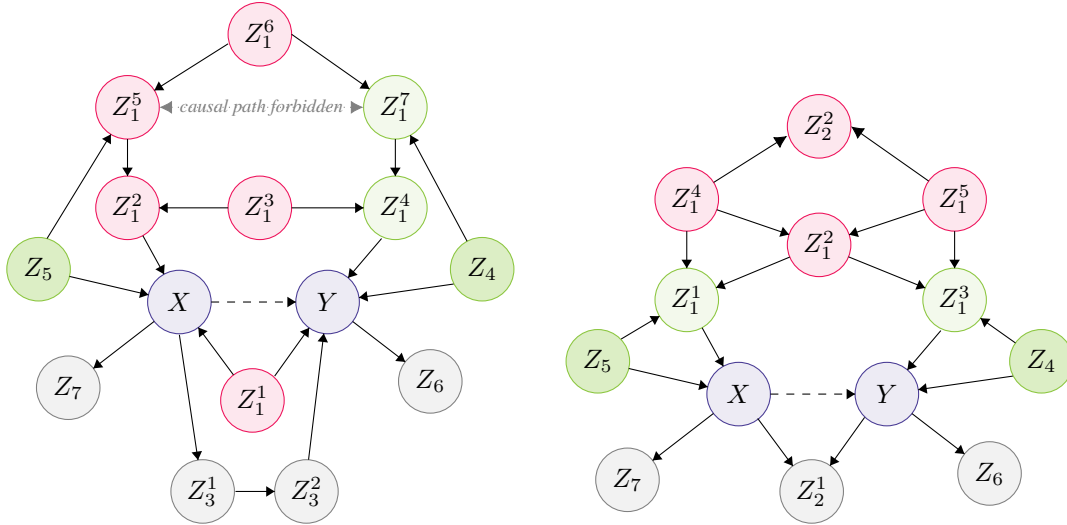 Z_1^6
Z_1^5 causal path forbidden Z_1^7
Z_1^2 Z_1^3 Z_1^4
Z_5 Z_4
X Y
Z_7 Z_1^1 Z_6
Z_3^1 Z_3^2
Z_2^2
Z_1^4 Z_1^5
Z_1^2
Z_1^1 Z_1^3
Z_5 Z_4
X Y
Z_7 Z_2^1 Z_6